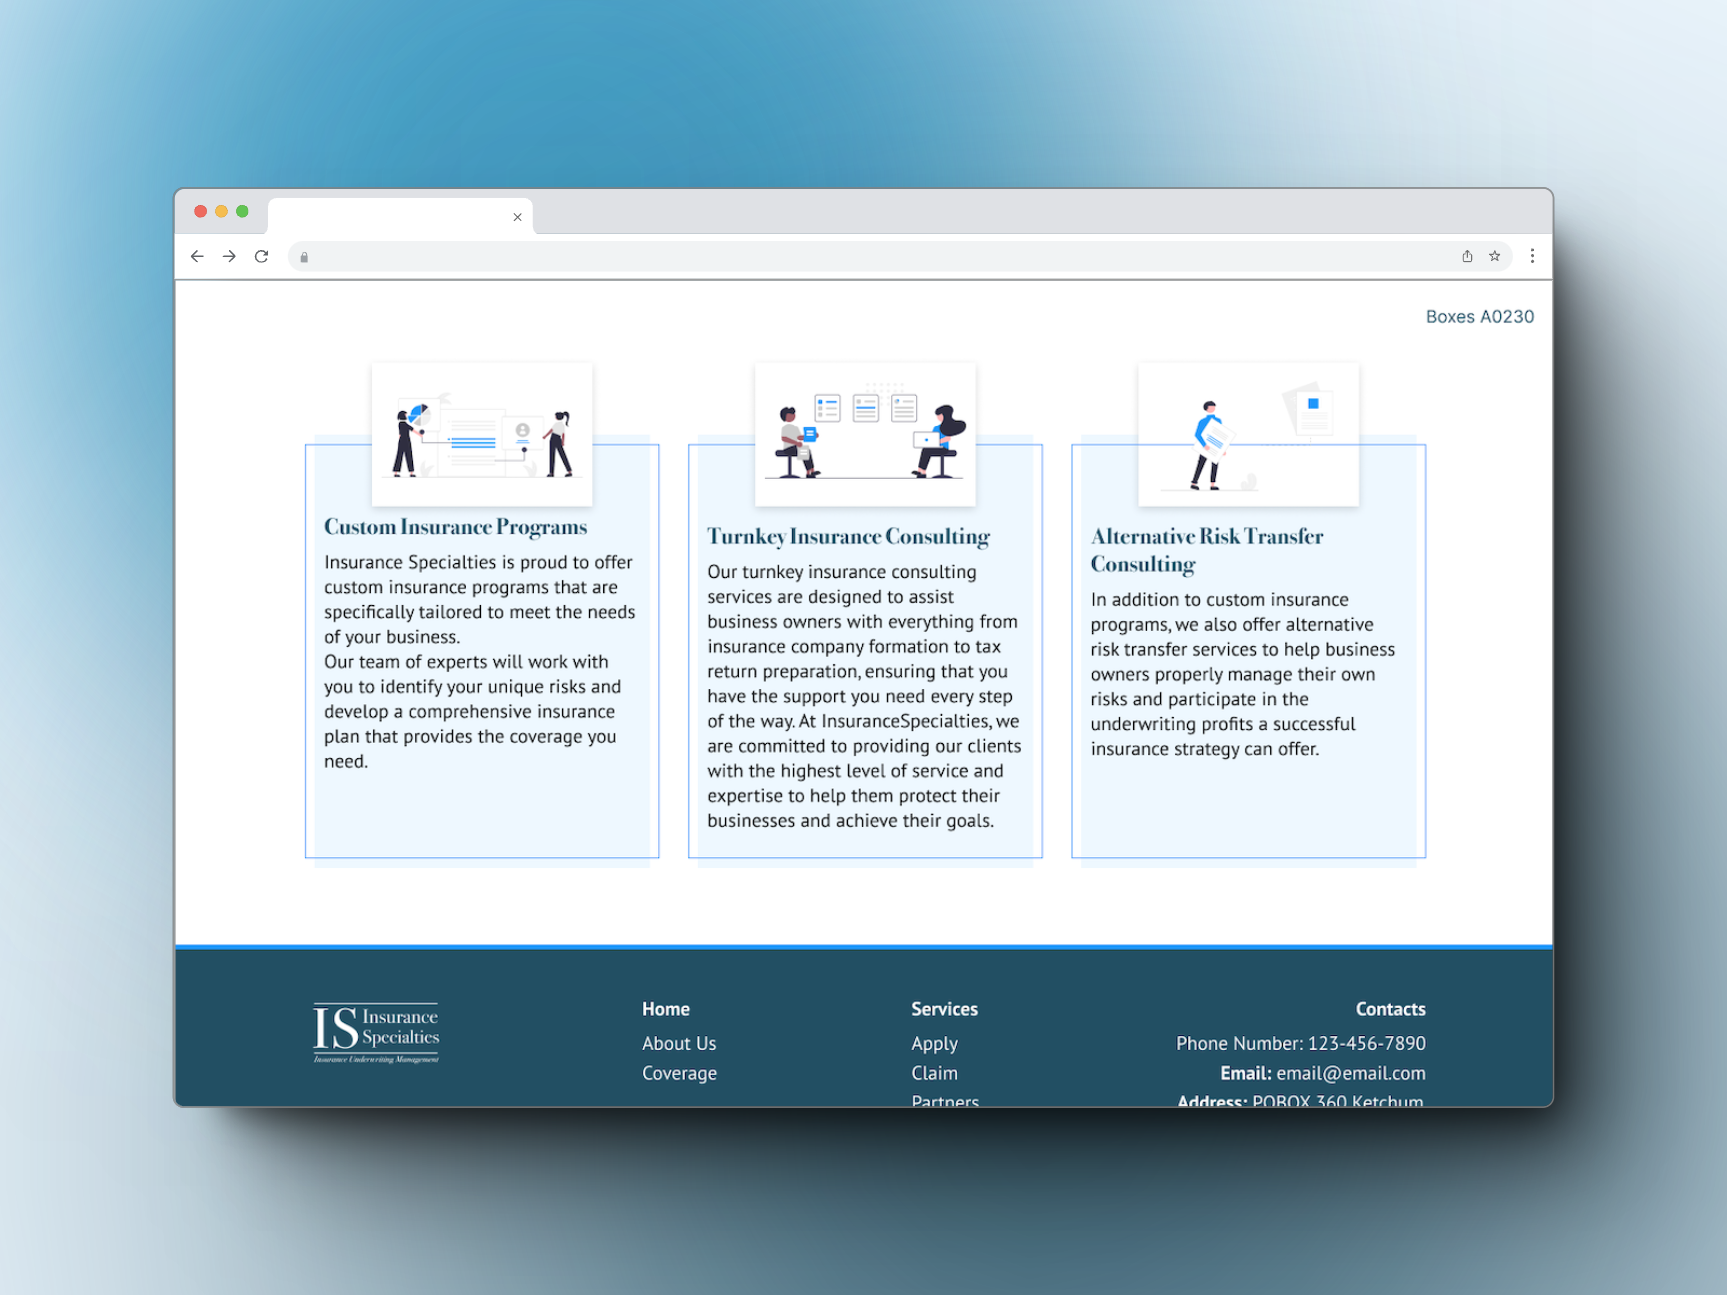 Boxes A0230
Custom Insurance Programs
Insurance Specialties is proud to offer
custom insurance programs that are
specifically tailored to meet the needs
of your business.
Our team of experts will work with
you to identify your unique risks and
develop a comprehensive insurance
plan that provides the coverage you
need.
Turnkey Insurance Consulting
Our turnkey insurance consulting
services are designed to assist
business owners with everything from
insurance company formation to tax
return preparation, ensuring that you
have the support you need every step
of the way. At InsuranceSpecialties, we
are committed to providing our clients
with the highest level of service and
expertise to help them protect their
businesses and achieve their goals.
Alternative Risk Transfer
Consulting
In addition to custom insurance
programs, we also offer alternative
risk transfer services to help business
owners properly manage their own
risks and participate in the
underwriting profits a successful
insurance strategy can offer.
IS Insurance
Specialties
Insurance Underwriting Management
Home
About Us
Coverage
Services
Apply
Claim
Partners
Contacts
Phone Number: 123-456-7890
Email: email@email.com
Address: POBOX 360 Ketchum